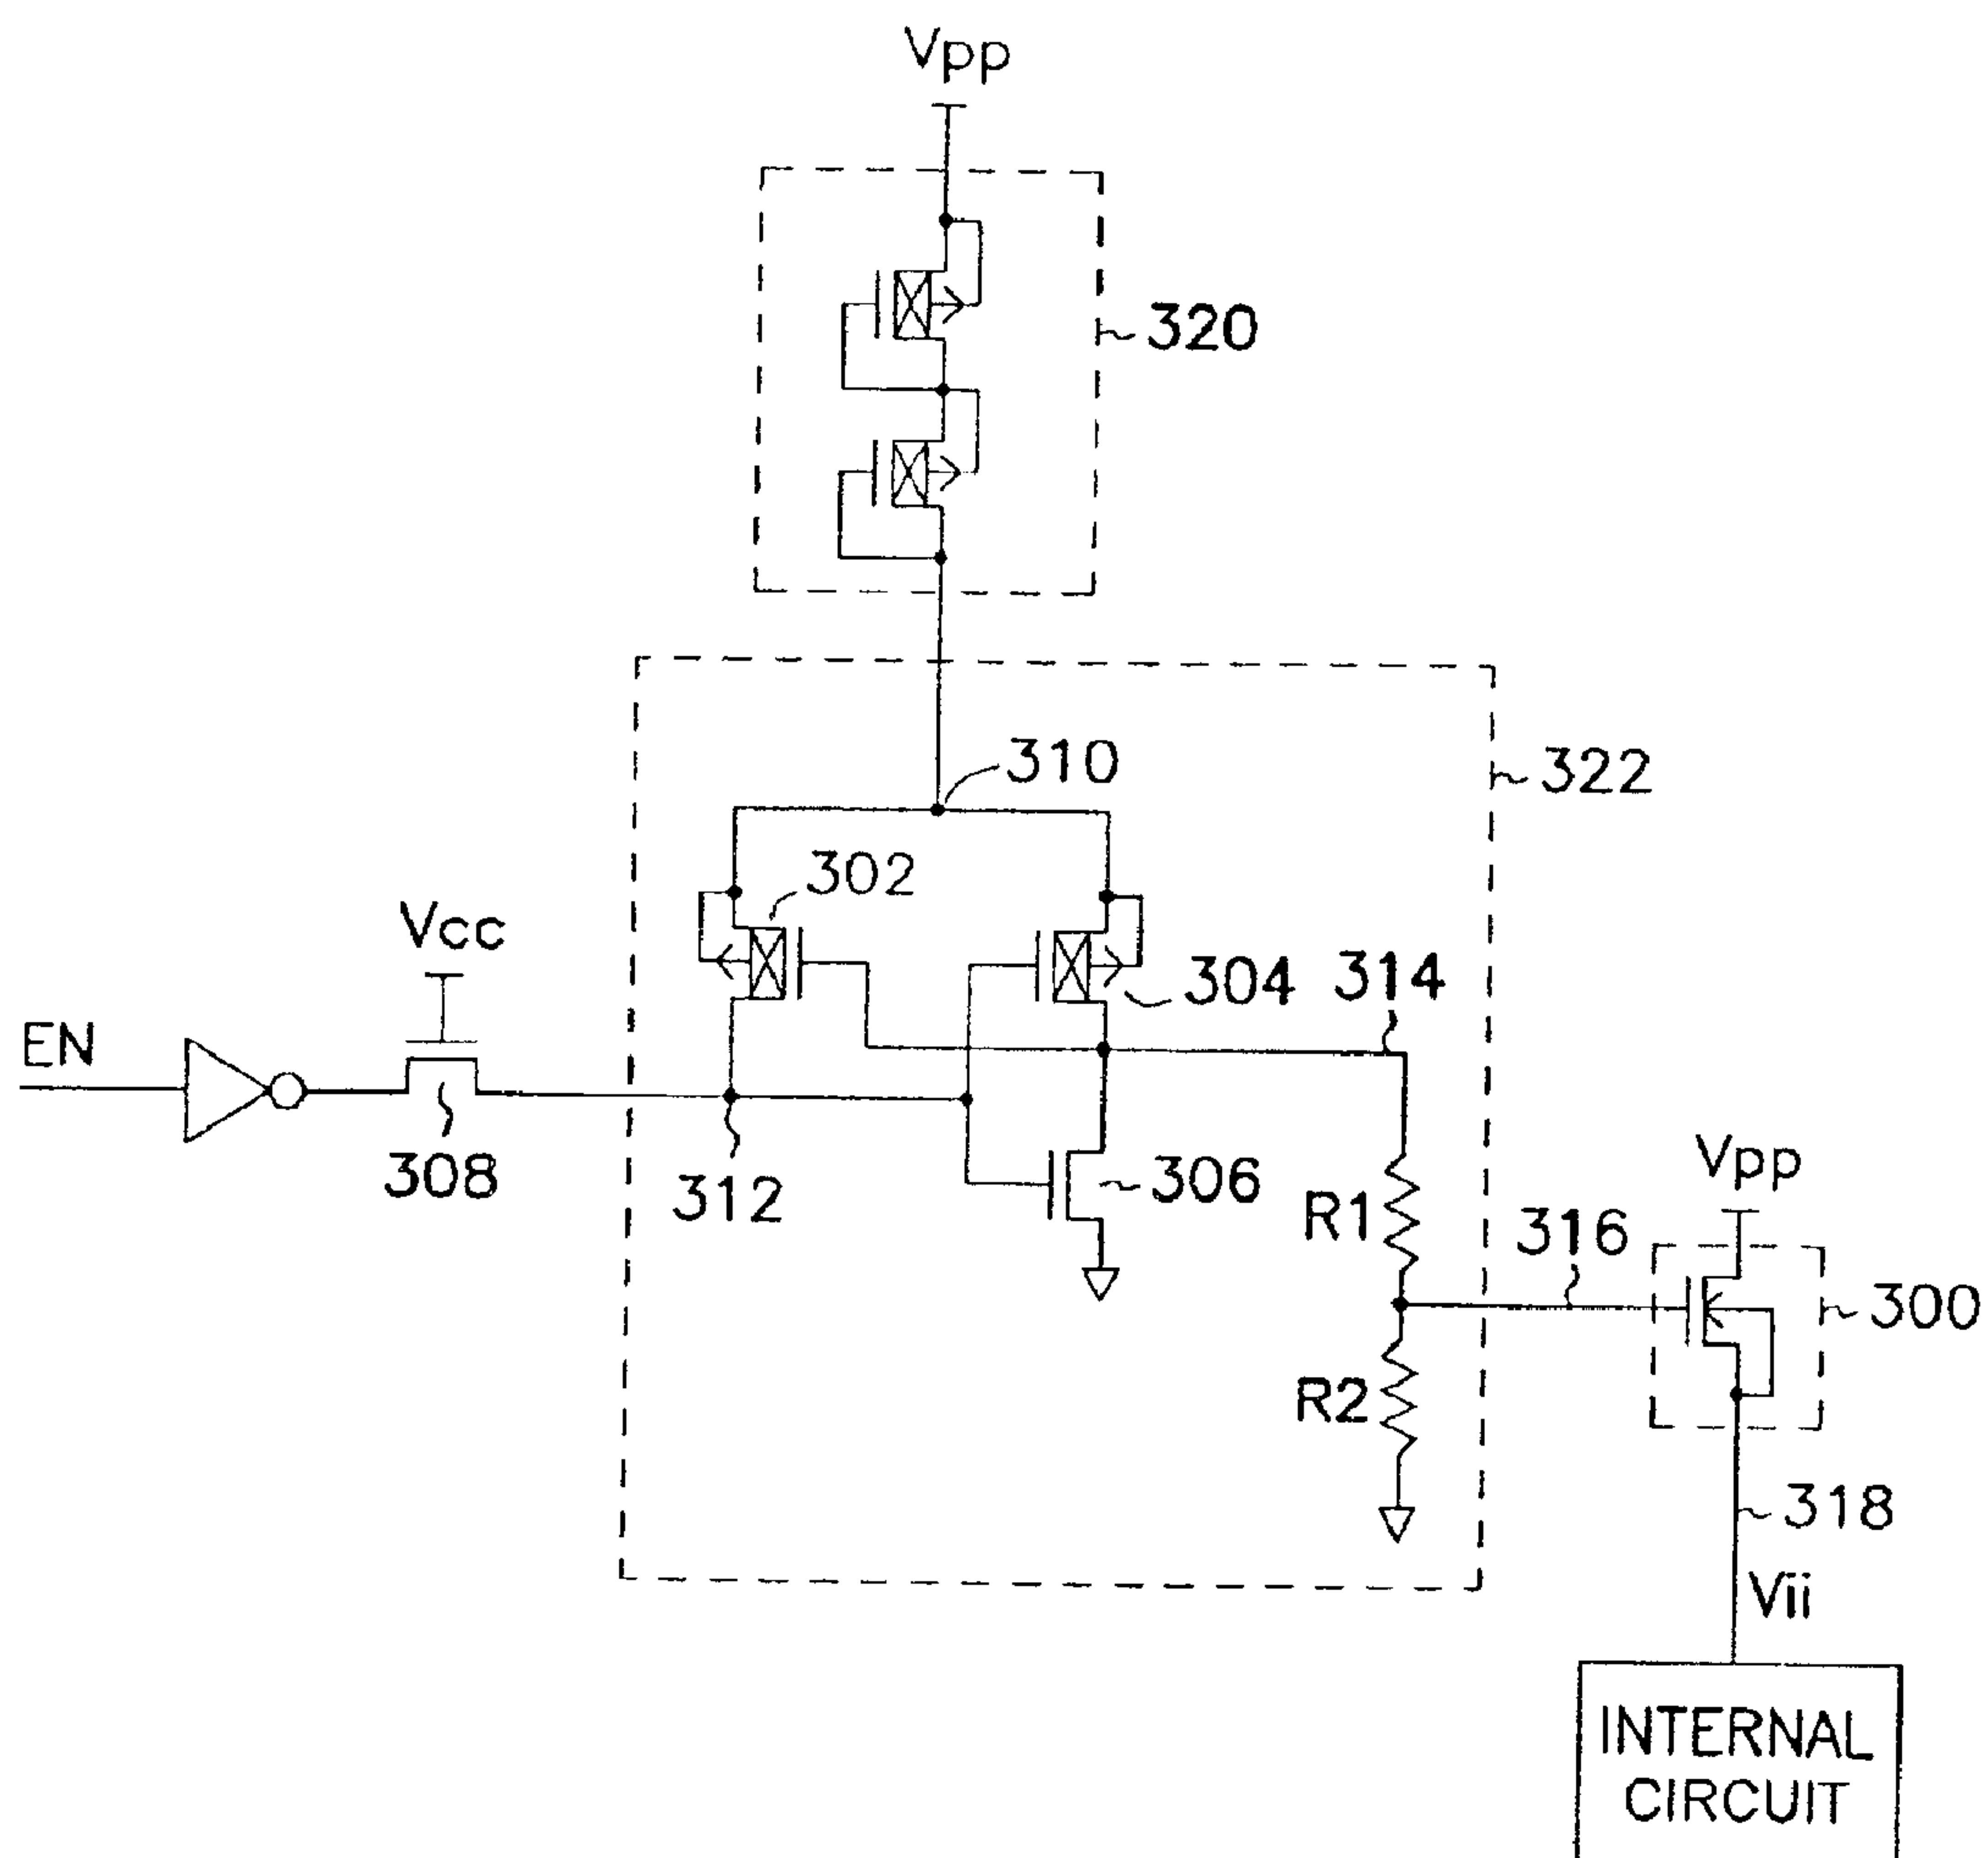 Vpp
320
310
322
302
Vcc
304
314
EN
308
312
306
R1
316
Vpp
300
R2
318
Vii
INTERNAL
CIRCUIT